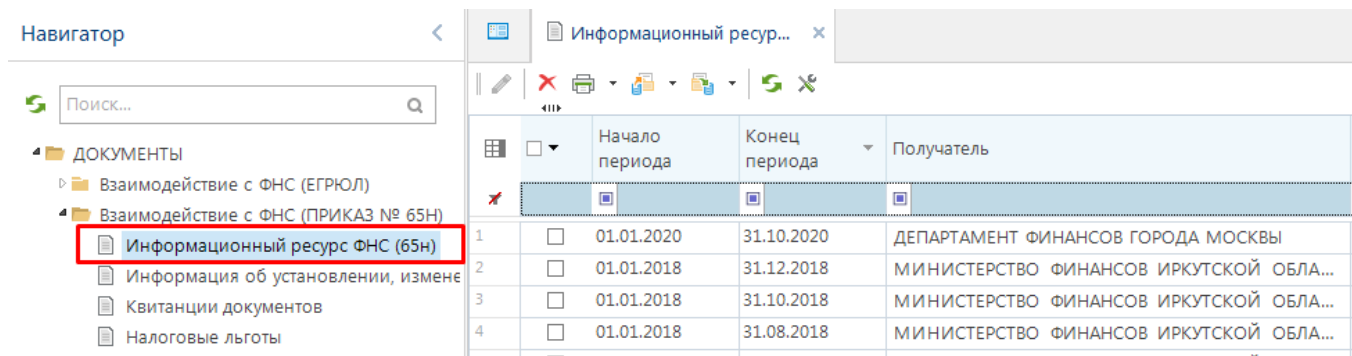 Навигатор
Информационный ресур...
Поиск...
ДОКУМЕНТЫ
Взаимодействие с ФНС (ЕГРЮЛ)
Взаимодействие с ФНС (ПРИКАЗ № 65Н)
Информационный ресурс ФНС (65н)
Информация об установлении, измене
Квитанции документов
Налоговые льготы
Начало периода
Конец периода
Получатель
1 01.01.2020 31.10.2020 ДЕПАРТАМЕНТ ФИНАНСОВ ГОРОДА МОСКВЫ
2 01.01.2018 31.12.2018 МИНИСТЕРСТВО ФИНАНСОВ ИРКУТСКОЙ ОБЛА...
3 01.01.2018 31.10.2018 МИНИСТЕРСТВО ФИНАНСОВ ИРКУТСКОЙ ОБЛА...
4 01.01.2018 31.08.2018 МИНИСТЕРСТВО ФИНАНСОВ ИРКУТСКОЙ ОБЛА...